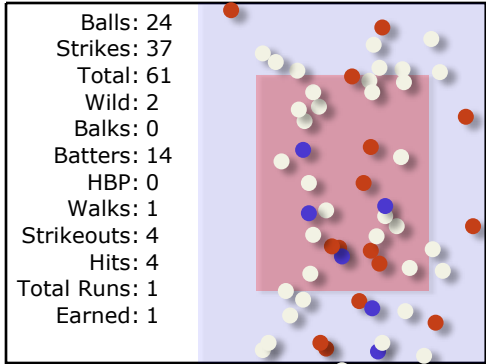 Balls: 24
Strikes: 37
Total: 61
Wild: 2
Balks: 0
Batters: 14
HBP: 0
Walks: 1
Strikeouts: 4
Hits: 4
Total Runs: 1
Earned: 1